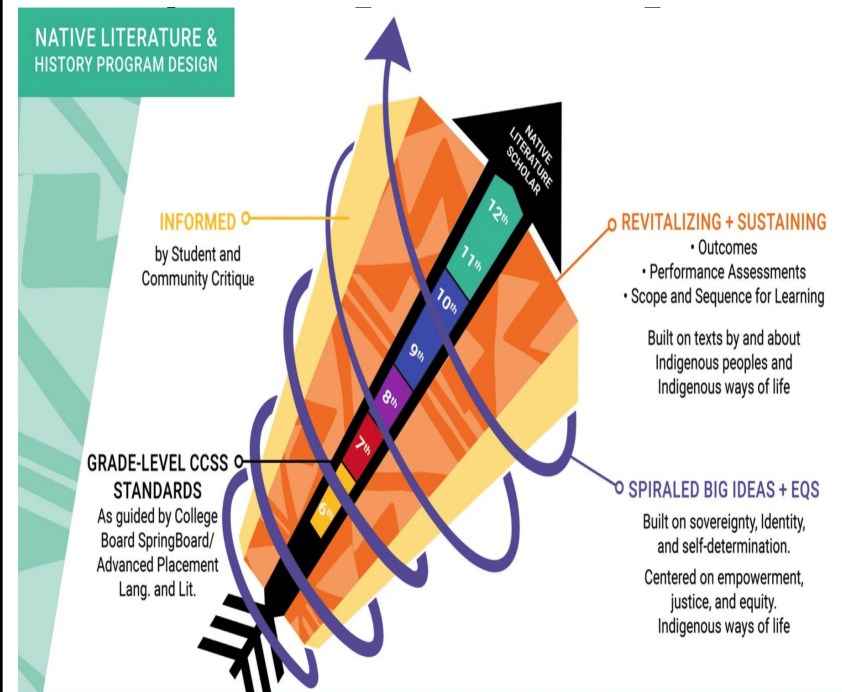 NATIVE LITERATURE &
HISTORY PROGRAM DESIGN
NATIVE
LITERATURE
SCHOLAR
12th
11th
10th
9th
8th
7th
6th
INFORMED
by Student and
Community Critique
GRADE-LEVEL CCSS
STANDARDS
As guided by College
Board SpringBoard/
Advanced Placement
Lang. and Lit.
REVITALIZING + SUSTAINING
• Outcomes
• Performance Assessments
• Scope and Sequence for Learning
Built on texts by and about
Indigenous peoples and
Indigenous ways of life
SPIRALED BIG IDEAS + EQS
Built on sovereignty, Identity,
and self-determination.
Centered on empowerment,
justice, and equity.
Indigenous ways of life